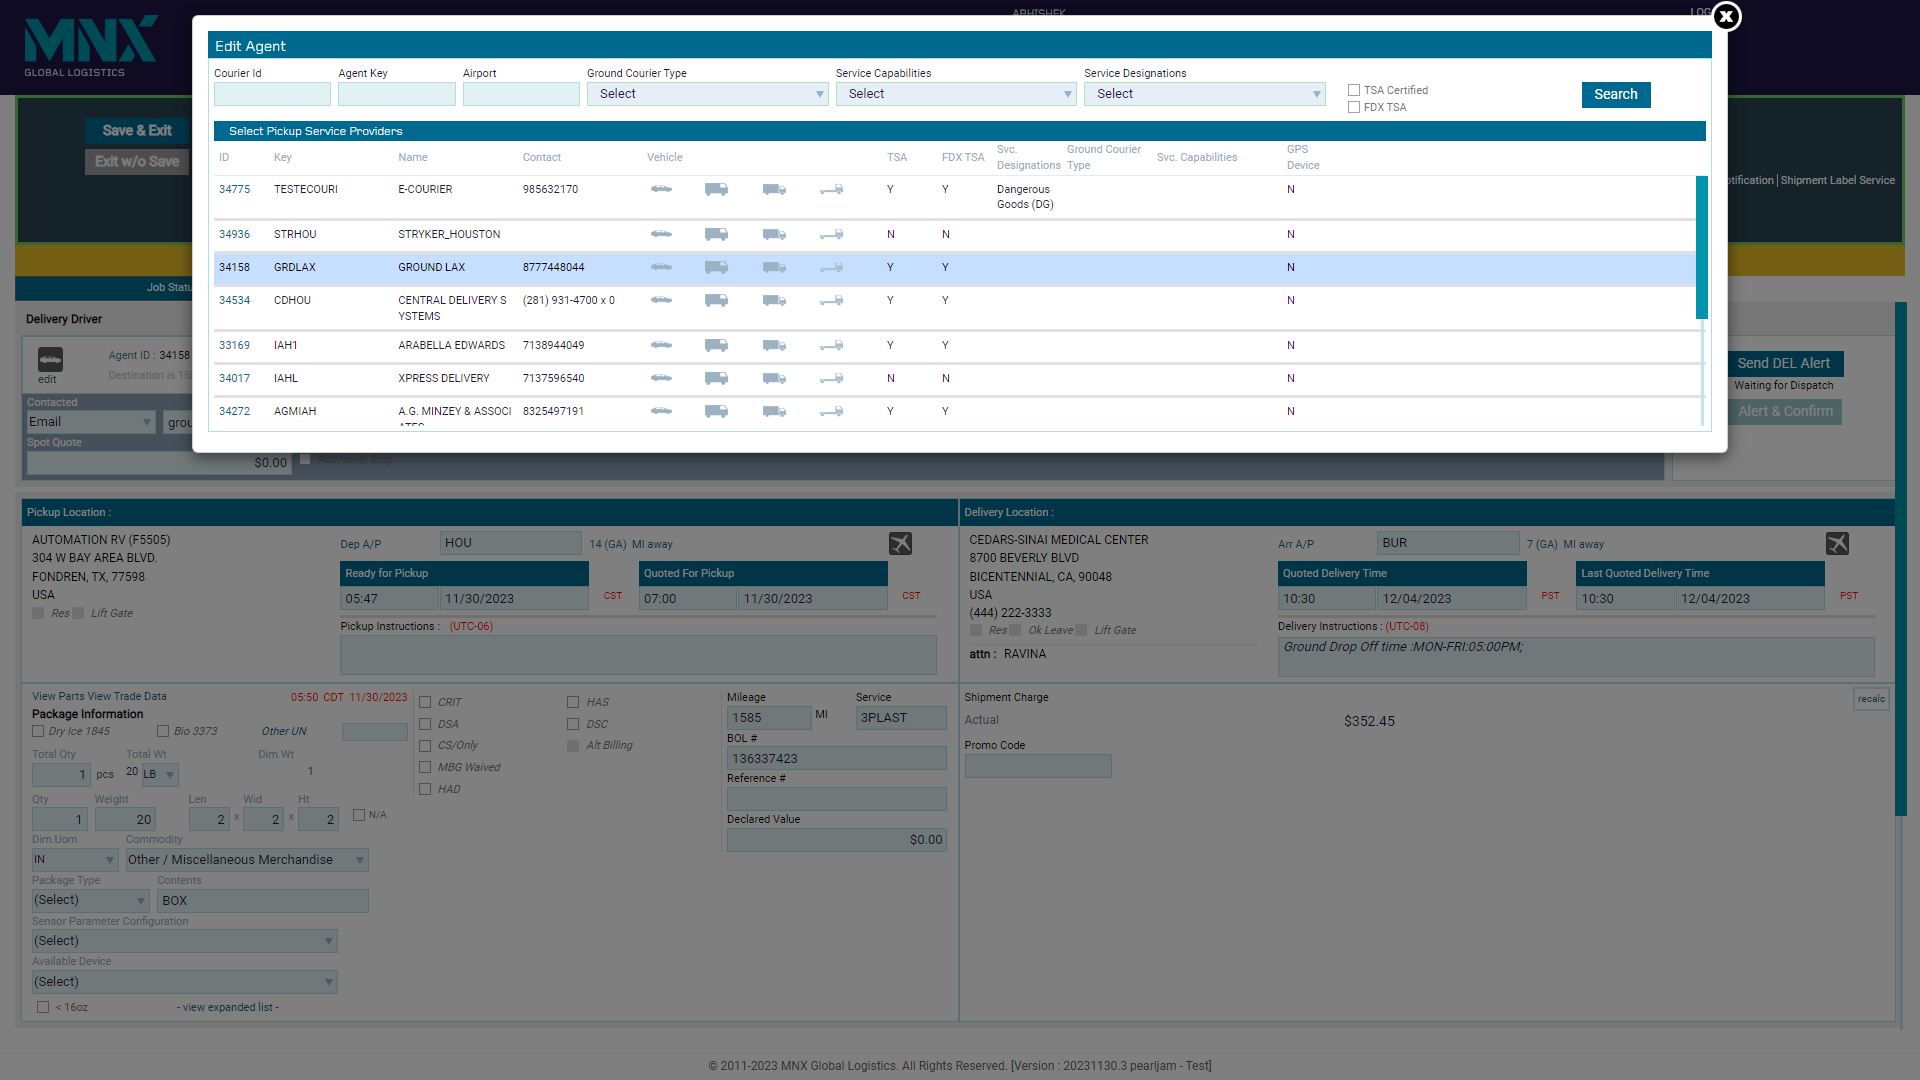 MNX
GLOBAL LOGISTICS
ABHISHEK
LOG
X
Edit Agent
Courier Id
Agent Key
Airport
Ground Courier Type
Service Capabilities
Service Designations
Select
Select
Select
TSA Certified
FDX TSA
Search
Select Pickup Service Providers
ID Key Name Contact Vehicle TSA FDX TSA Svc. Designations Ground Courier Type Svc. Capabilities GPS Device
34775 TESTECOURI E-COURIER 985632170 Y Y Dangerous Goods (DG) N
34936 STRHOU STRYKER_HOUSTON N N N
34158 GRDLAX GROUND LAX 8777448044 Y Y N
34534 CDHOU CENTRAL DELIVERY S (281) 931-4700 x 0 Y Y N
YSTEMS
33169 IAH1 ARABELLA EDWARDS 7138944049 Y Y N
34017 IAHL XPRESS DELIVERY 7137596540 N N N
34272 AGMIAH A.G. MINZEY & ASSOCI 8325497191 Y Y N
ATES
Save & Exit
Exit w/o Save
otification | Shipment Label Service
Job Statu
Delivery Driver
Agent ID : 34158
edit
Destination is 15
Contacted
Email
grou
Spot Quote
$0.00
Additional Stop
Send DEL Alert
Waiting for Dispatch
Alert & Confirm
Pickup Location :
AUTOMATION RV (F5505)
304 W BAY AREA BLVD.
FONDREN, TX, 77598
USA
Res Lift Gate
Dep A/P HOU 14 (GA) MI away
Ready for Pickup
05:47 11/30/2023 CST
Quoted For Pickup
07:00 11/30/2023 CST
Pickup Instructions : (UTC-06)
Delivery Location :
CEDARS-SINAI MEDICAL CENTER
8700 BEVERLY BLVD
BICENTENNIAL, CA, 90048
USA
(444) 222-3333
Res Ok Leave Lift Gate
attn : RAVINA
Arr A/P BUR 7 (GA) MI away
Quoted Delivery Time
10:30 12/04/2023 PST
Last Quoted Delivery Time
10:30 12/04/2023 PST
Delivery Instructions : (UTC-08)
Ground Drop Off time :MON-FRI:05:00PM;
View Parts View Trade Data 05:50 CDT 11/30/2023
Package Information
Dry Ice 1845 Bio 3373 Other UN
Total Qty Total Wt Dim.Wt
1 pcs 20 LB 1
Qty Weight Len Wid Ht
1 20 2 x 2 x 2 N/A
Dim.Uom Commodity
IN Other / Miscellaneous Merchandise
Package Type Contents
(Select) BOX
Sensor Parameter Configuration
(Select)
Available Device
(Select)
< 16oz - view expanded list -
CRIT HAS
DSA DSC
CS/Only Alt Billing
MBG Waived
HAD
Mileage Service
1585 MI 3PLAST
BOL #
136337423
Reference #
Declared Value
$0.00
Shipment Charge
recalc
Actual $352.45
Promo Code
© 2011-2023 MNX Global Logistics. All Rights Reserved. [Version : 20231130.3 pearljam - Test]